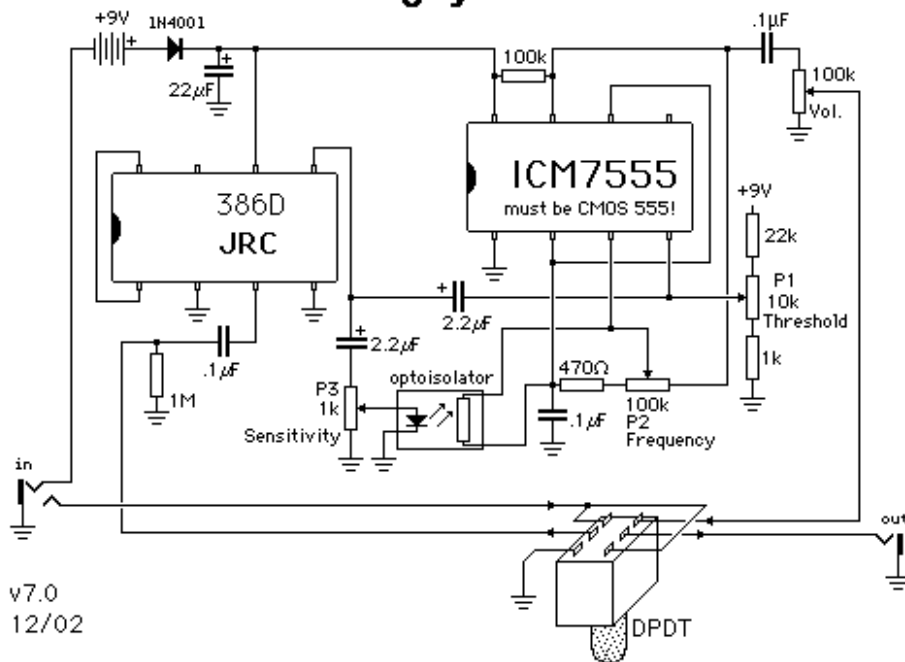 +9V
1N4001
+
+
22µF
100k
.1µF
100k
Vol.
386D
JRC
ICM7555
must be CMOS 555!
+9V
22k
P1
10k
Threshold
1k
+
2.2µF
+
2.2µF
.1µF
1M
P3
1k
Sensitivity
optoisolator
470Ω
100k
P2
Frequency
.1µF
in
out
v7.0
12/02
DPDT